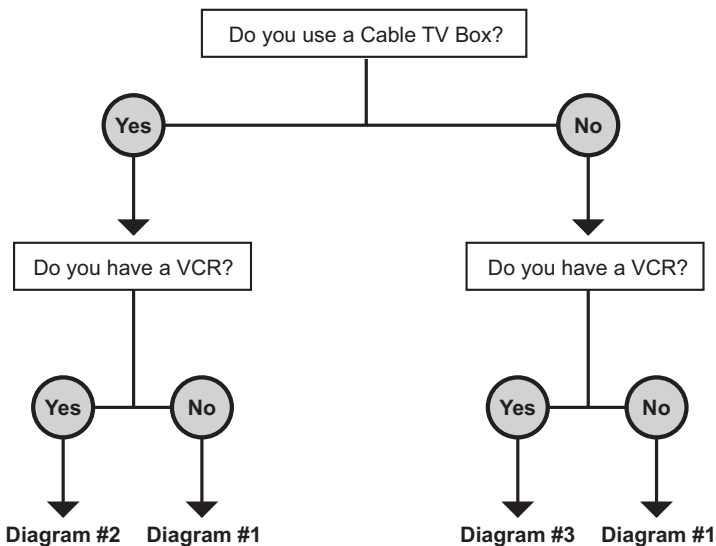 Do you use a Cable TV Box?
Yes
No
Do you have a VCR?
Do you have a VCR?
Yes
No
Yes
No
Diagram #2
Diagram #1
Diagram #3
Diagram #1